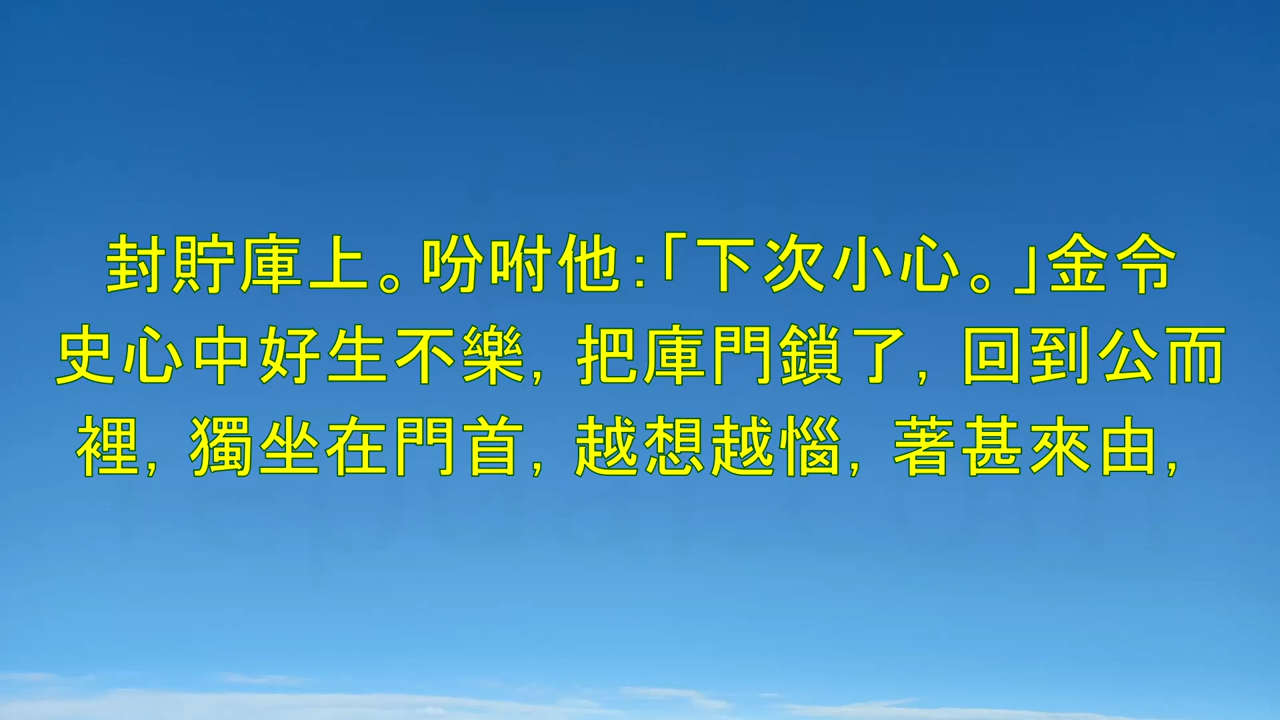 封貯庫上。吩咐他:「下次小心。」金令
史心中好生不樂, 把庫門鎖了, 回到公而
裡, 獨坐在門首, 越想越惱, 著甚來由,